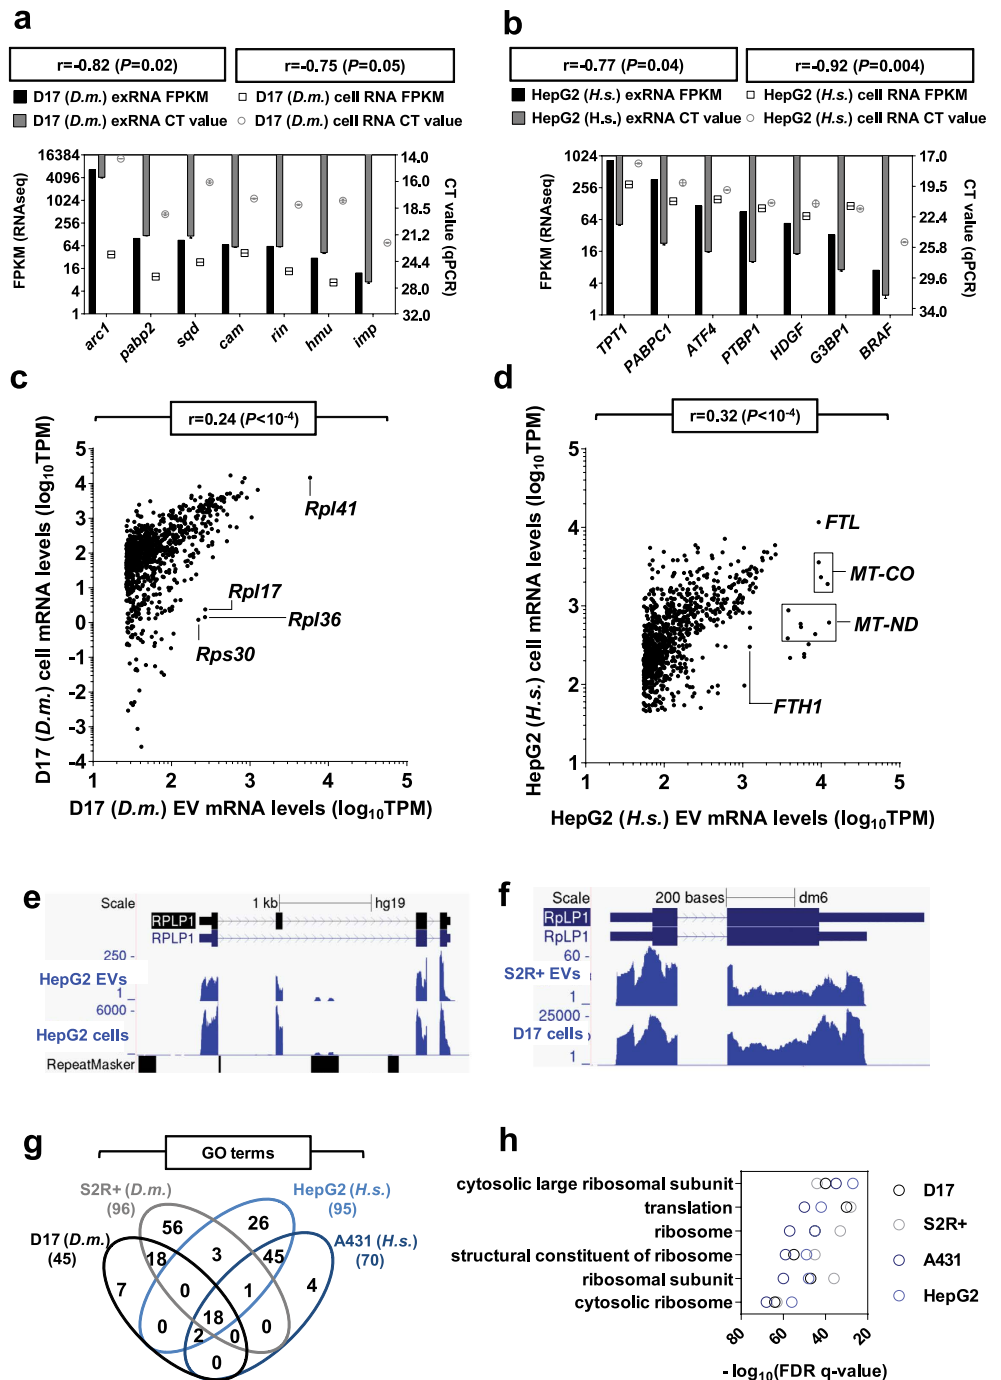 a
r=-0.82 (P=0.02)
r=-0.75 (P=0.05)
D17 (D.m.) exRNA FPKM
D17 (D.m.) cell RNA FPKM
D17 (D.m.) exRNA CT value
D17 (D.m.) cell RNA CT value
FPKM (RNAseq)
16384
4096
1024
256
64
16
4
1
14.0
16.0
18.5
21.2
24.4
28.0
32.0
CT value (qPCR)
arc1
pabp2
sqd
cam
rin
hmu
imp
b
r=-0.77 (P=0.04)
r=-0.92 (P=0.004)
HepG2 (H.s.) exRNA FPKM
HepG2 (H.s.) cell RNA FPKM
HepG2 (H.s.) exRNA CT value
HepG2 (H.s.) cell RNA CT value
FPKM (RNAseq)
1024
256
64
16
4
1
17.0
19.5
22.4
25.8
29.6
34.0
CT value (qPCR)
TPT1
PABPC1
ATF4
PTBP1
HDGF
G3BP1
BRAF
c
r=0.24 (P<10-4)
D17 (D.m.) cell mRNA levels (log10TPM)
5
4
3
2
1
0
-1
-2
-3
-4
Rpl41
Rpl17
Rpl36
Rps30
1
2
3
4
5
D17 (D.m.) EV mRNA levels (log10TPM)
d
r=0.32 (P<10-4)
HepG2 (H.s.) cell mRNA levels (log10TPM)
5
4
3
2
1
FTL
MT-CO
MT-ND
FTH1
1
2
3
4
5
HepG2 (H.s.) EV mRNA levels (log10TPM)
e
Scale
1 kb
hg19
RPLP1
RPLP1
250
HepG2 EVs
1
6000
HepG2 cells
1
RepeatMasker
f
Scale
200 bases
dm6
RpLP1
RpLP1
60
S2R+ EVs
1
25000
D17 cells
1
g
GO terms
S2R+ (D.m.)
(96)
HepG2 (H.s.)
(95)
D17 (D.m.)
(45)
A431 (H.s.)
(70)
56
26
18
3
45
7
0
1
4
0
18
0
2
0
0
h
cytosolic large ribosomal subunit
translation
ribosome
structural constituent of ribosome
ribosomal subunit
cytosolic ribosome
D17
S2R+
A431
HepG2
80
60
40
20
- log10(FDR q-value)